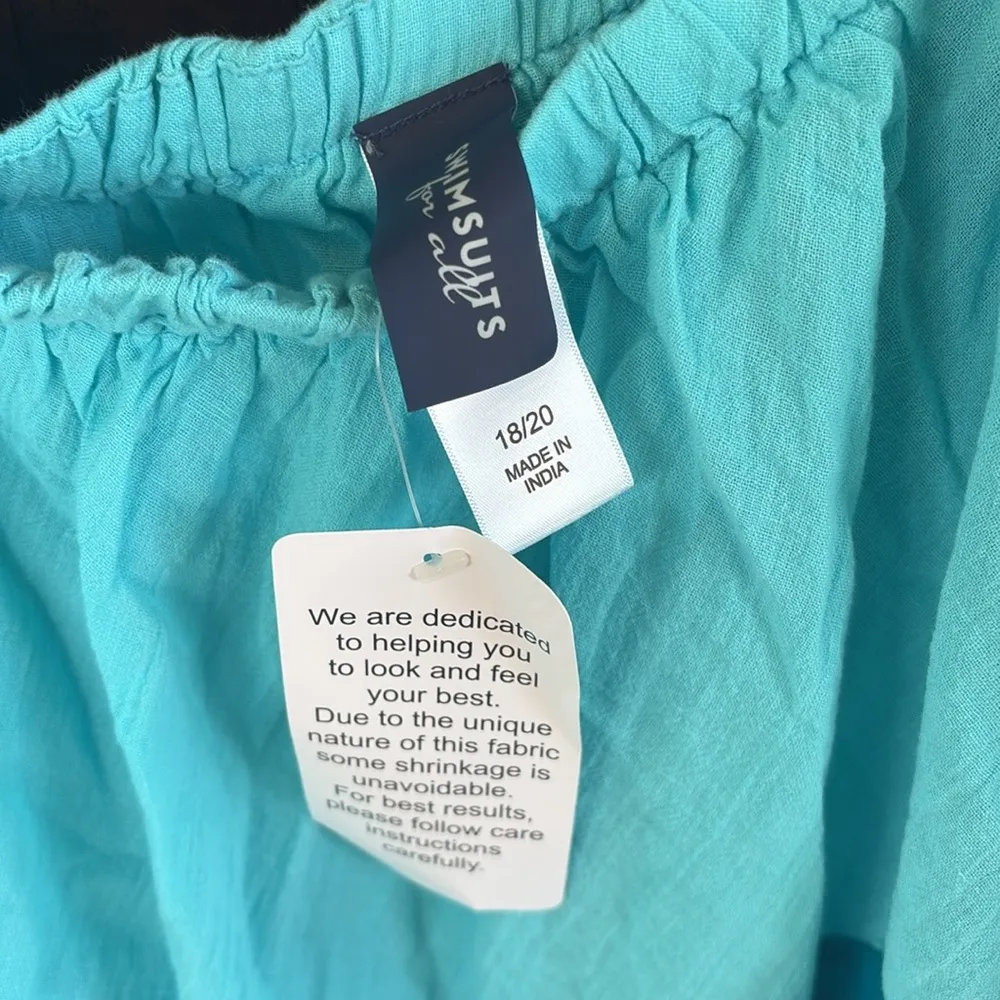 SWIMSUITS
for all
18/20
MADE IN
INDIA
We are dedicated
to helping you
to look and feel
your best.
Due to the unique
nature of this fabric
some shrinkage is
unavoidable.
For best results,
please follow care
instructions
carefully.